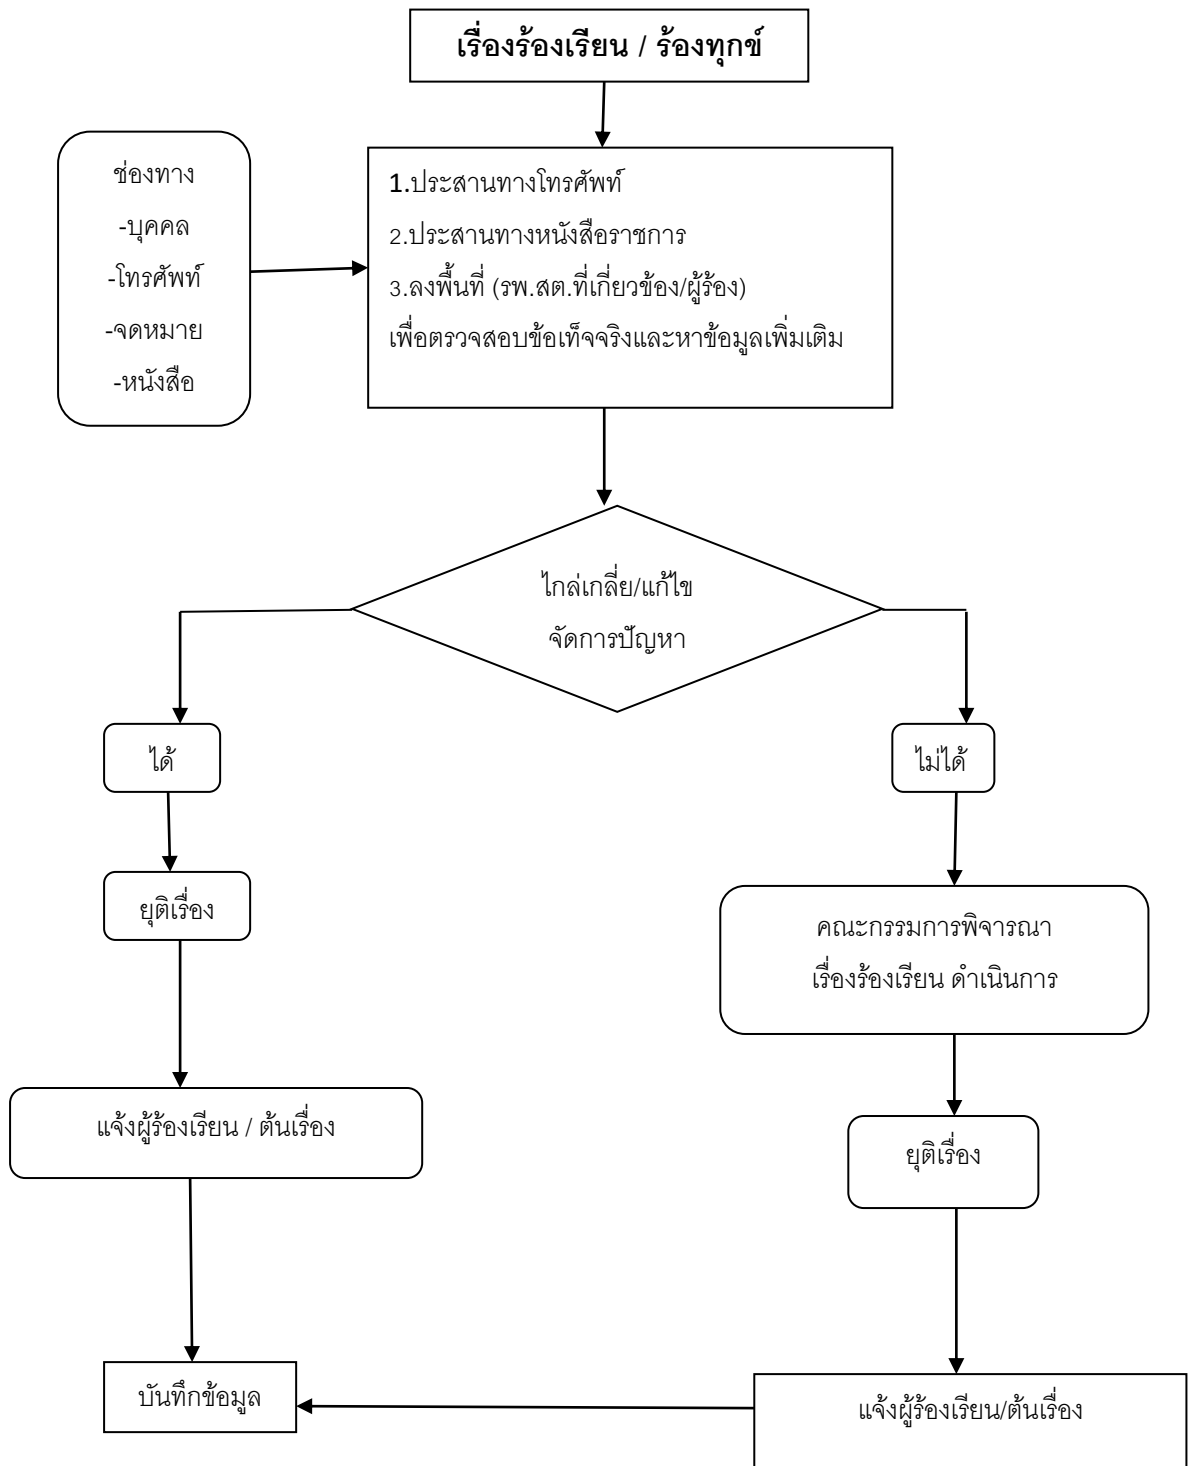 เรื่องร้องเรียน / ร้องทุกข์
ช่องทาง
-บุคคล
-โทรศัพท์
-จดหมาย
-หนังสือ
1.ประสานทางโทรศัพท์
2.ประสานทางหนังสือราชการ
3.ลงพื้นที่ (รพ.สต.ที่เกี่ยวข้อง/ผู้ร้อง)
เพื่อตรวจสอบข้อเท็จจริงและหาข้อมูลเพิ่มเติม
ไกล่เกลี่ย/แก้ไข
จัดการปัญหา
ได้
ไม่ได้
ยุติเรื่อง
คณะกรรมการพิจารณา
เรื่องร้องเรียน ดำเนินการ
แจ้งผู้ร้องเรียน / ต้นเรื่อง
ยุติเรื่อง
บันทึกข้อมูล
แจ้งผู้ร้องเรียน/ต้นเรื่อง